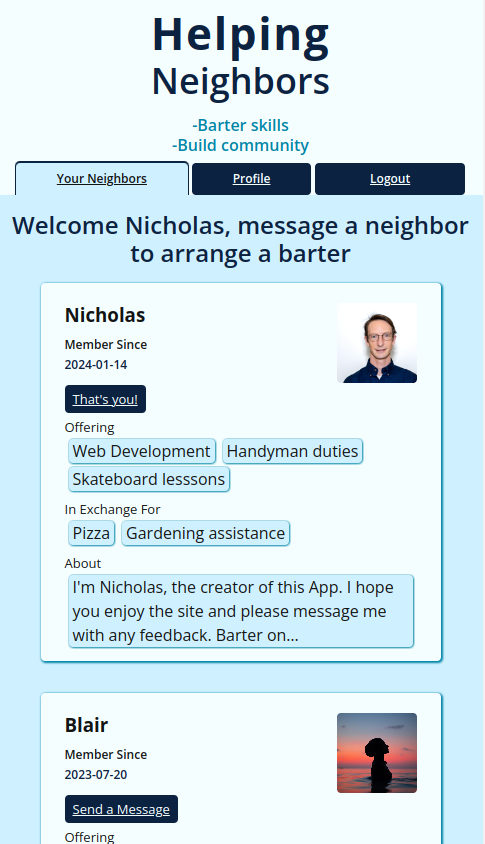 Helping
Neighbors
-Barter skills
-Build community
Your Neighbors
Profile
Logout
Welcome Nicholas, message a neighbor
to arrange a barter
Nicholas
Member Since
2024-01-14
That's you!
Offering
Web Development
Handyman duties
Skateboard lesssons
In Exchange For
Pizza
Gardening assistance
About
I'm Nicholas, the creator of this App. I hope
you enjoy the site and please message me
with any feedback. Barter on...
Blair
Member Since
2023-07-20
Send a Message
Offering